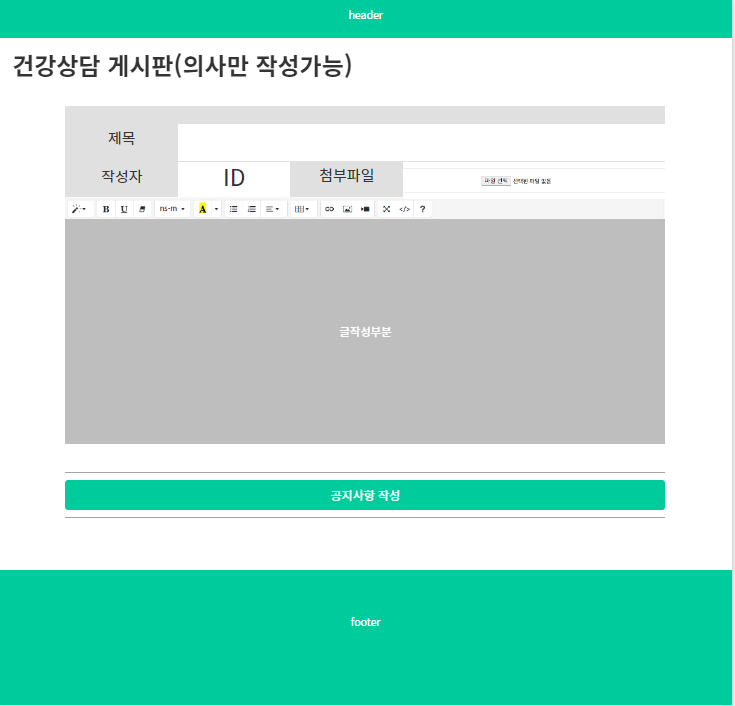 header
건강상담 게시판(의사만 작성가능)
제목
작성자 ID 첨부파일 파일 선택 선택된 파일 없음
B U ns-m A </> ?
글작성부분
공지사항 작성
footer